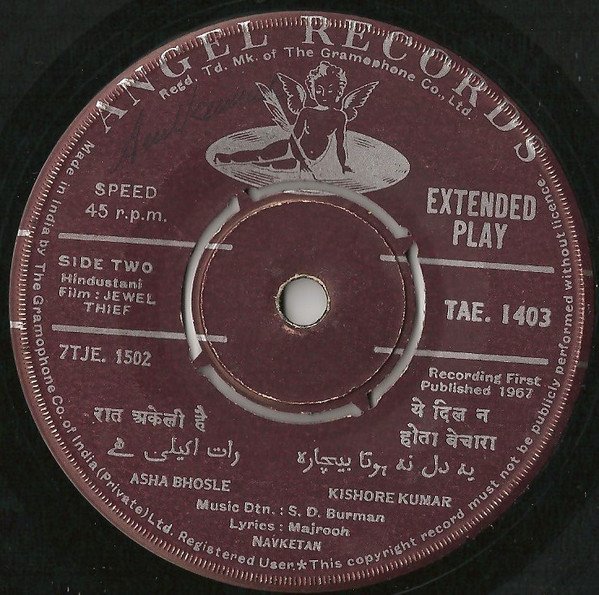 ANGEL RECORDS
Regd. Td. Mk. of The Gramophone Co., Ltd.
SPEED
45 r.p.m.
EXTENDED
PLAY
SIDE TWO
Hindustani
Film : JEWEL
THIEF
TAE. 1403
7TJE. 1502
Recording First
Published 1967
रात अकेली है
ये दिल न
होता बेचारा
رات اکیلی ہے
یہ دل نہ ہوتا بیچارہ
ASHA BHOSLE
KISHORE KUMAR
Music Dtn. : S. D. Burman
Lyrics : Majrooh
NAVKETAN
Made in India by The Gramophone Co. of India (Private) Ltd. Registered User.*This copyright record must not be publicly performed without licence.